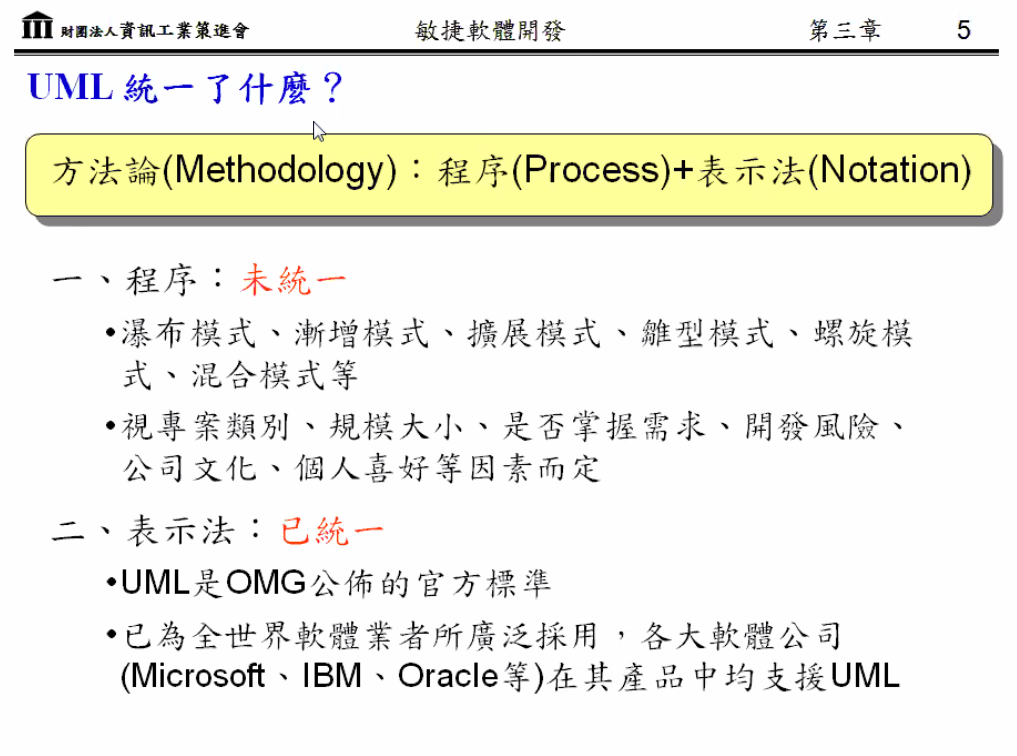 財團法人資訊工業策進會 敏捷軟體開發 第三章 5
UML 統一了什麼？
方法論(Methodology)：程序(Process)+表示法(Notation)
一、程序：未統一
•瀑布模式、漸增模式、擴展模式、雛型模式、螺旋模
式、混合模式等
•視專案類別、規模大小、是否掌握需求、開發風險、
公司文化、個人喜好等因素而定
二、表示法：已統一
•UML是OMG公佈的官方標準
•已為全世界軟體業者所廣泛採用，各大軟體公司
(Microsoft、IBM、Oracle等)在其產品中均支援UML